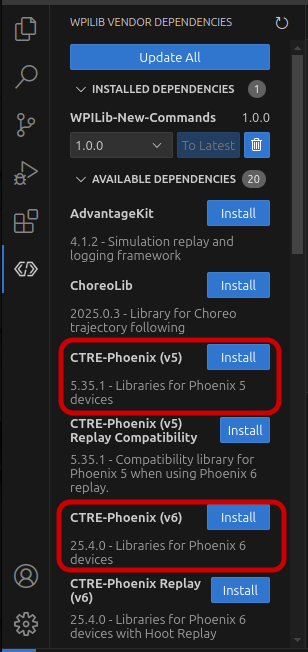 WPILIB VENDOR DEPENDENCIES
Update All
INSTALLED DEPENDENCIES 1
WPILib-New-Commands 1.0.0
1.0.0 To Latest
AVAILABLE DEPENDENCIES 20
AdvantageKit Install
4.1.2 - Simulation replay and
logging framework
ChoreoLib Install
2025.0.3 - Library for Choreo
trajectory following
CTRE-Phoenix (v5) Install
5.35.1 - Libraries for Phoenix 5
devices
CTRE-Phoenix (v5)
Replay Compatibility Install
5.35.1 - Compatibility library for
Phoenix 5 when using Phoenix 6
replay.
CTRE-Phoenix (v6) Install
25.4.0 - Libraries for Phoenix 6
devices
CTRE-Phoenix Replay
(v6) Install
25.4.0 - Libraries for Phoenix 6
devices with Hoot Replay